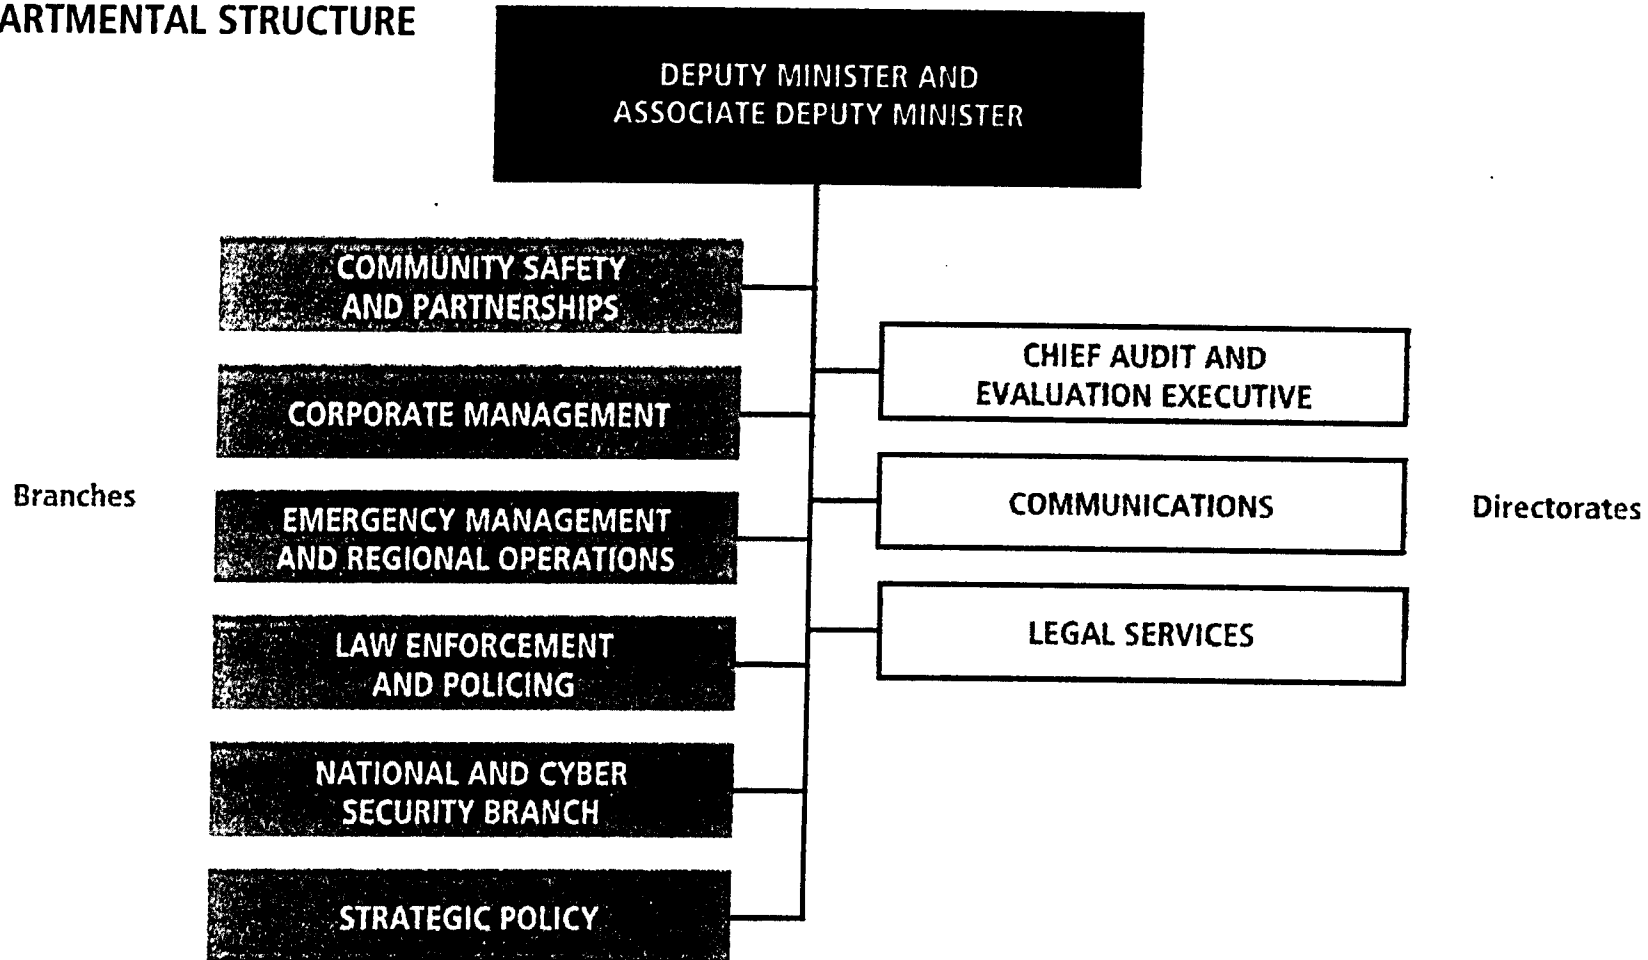 ARTMENTAL STRUCTURE
DEPUTY MINISTER AND
ASSOCIATE DEPUTY MINISTER
COMMUNITY SAFETY
AND PARTNERSHIPS
CORPORATE MANAGEMENT
EMERGENCY MANAGEMENT
AND REGIONAL OPERATIONS
LAW ENFORCEMENT
AND POLICING
NATIONAL AND CYBER
SECURITY BRANCH
STRATEGIC POLICY
Branches
CHIEF AUDIT AND
EVALUATION EXECUTIVE
COMMUNICATIONS
LEGAL SERVICES
Directorates